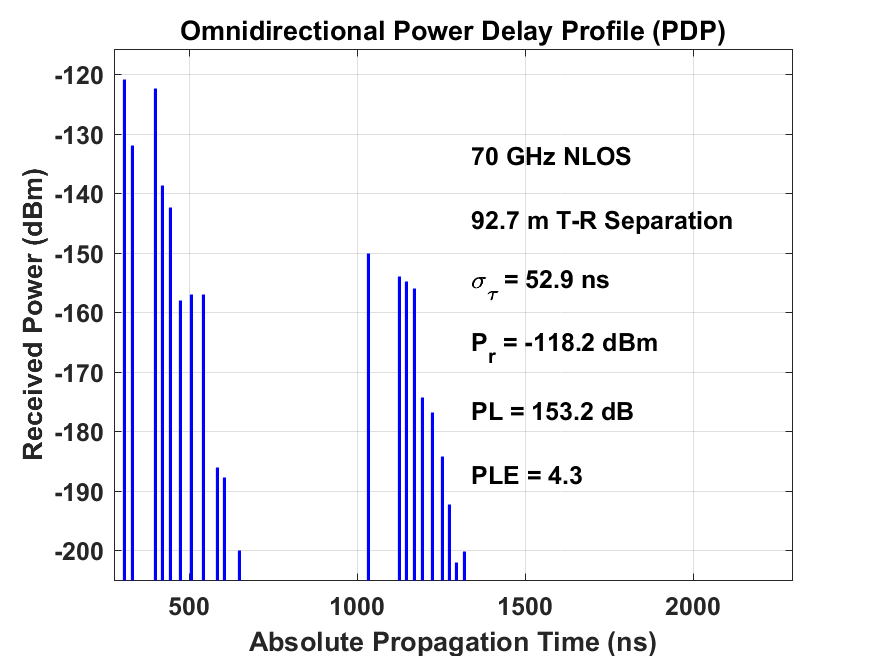 Omnidirectional Power Delay Profile (PDP)
Received Power (dBm)
-120
-130
-140
-150
-160
-170
-180
-190
-200
70 GHz NLOS
92.7 m T-R Separation
στ = 52.9 ns
Pr = -118.2 dBm
PL = 153.2 dB
PLE = 4.3
500 1000 1500 2000
Absolute Propagation Time (ns)